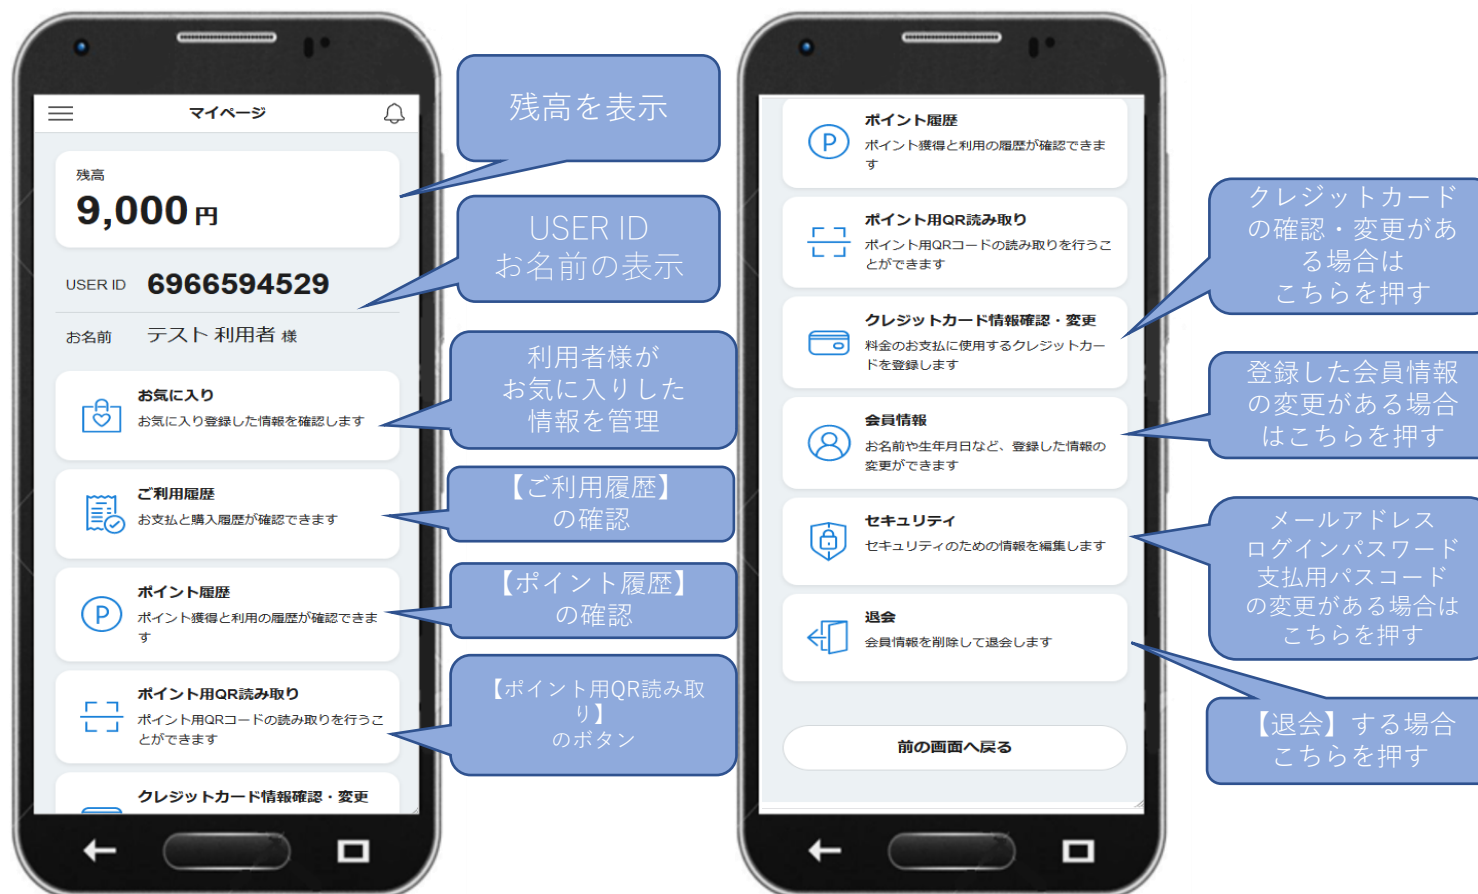 マイページ
残高
9,000 円
USER ID 6966594529
お名前 テスト 利用者 様
お気に入り
お気に入り登録した情報を確認します
ご利用履歴
お支払と購入履歴が確認できます
ポイント履歴
ポイント獲得と利用の履歴が確認できま
す
ポイント用QR読み取り
ポイント用QRコードの読み取りを行うこ
とができます
クレジットカード情報確認・変更
残高を表示
USER ID
お名前の表示
利用者様が
お気に入りした
情報を管理
【ご利用履歴】
の確認
【ポイント履歴】
の確認
【ポイント用QR読み取
り】
のボタン
ポイント履歴
ポイント獲得と利用の履歴が確認できま
す
ポイント用QR読み取り
ポイント用QRコードの読み取りを行うこ
とができます
クレジットカード情報確認・変更
料金のお支払に使用するクレジットカー
ドを登録します
会員情報
お名前や生年月日など、登録した情報の
変更ができます
セキュリティ
セキュリティのための情報を編集します
退会
会員情報を削除して退会します
前の画面へ戻る
クレジットカード
の確認・変更があ
る場合は
こちらを押す
登録した会員情報
の変更がある場合
はこちらを押す
メールアドレス
ログインパスワード
支払用パスコード
の変更がある場合は
こちらを押す
【退会】する場合
こちらを押す